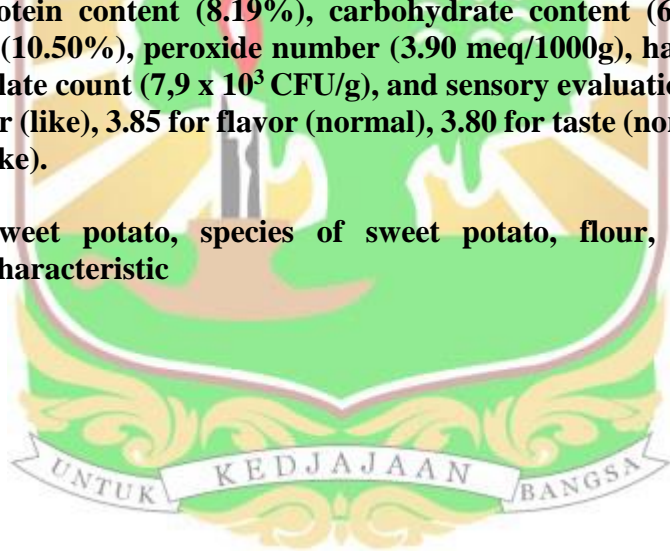 otein content (8.19%), carbohydrate content (6
(10.50%), peroxide number (3.90 meq/1000g), ha
late count (7,9 x 10³ CFU/g), and sensory evaluatio
r (like), 3.85 for flavor (normal), 3.80 for taste (nor
ke).
weet potato, species of sweet potato, flour,
haracteristic
UNTUK KEDJAJAAN BANGSA